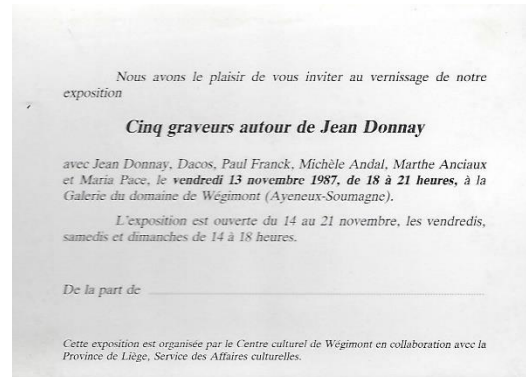 Nous avons le plaisir de vous inviter au vernissage de notre
exposition
Cinq graveurs autour de Jean Donnay
avec Jean Donnay, Dacos, Paul Franck, Michèle Andal, Marthe Anciaux
et Maria Pace, le vendredi 13 novembre 1987, de 18 à 21 heures, à la
Galerie du domaine de Wégimont (Ayeneux-Soumagne).
L'exposition est ouverte du 14 au 21 novembre, les vendredis,
samedis et dimanches de 14 à 18 heures.
De la part de
Cette exposition est organisée par le Centre culturel de Wégimont en collaboration avec la
Province de Liège, Service des Affaires culturelles.